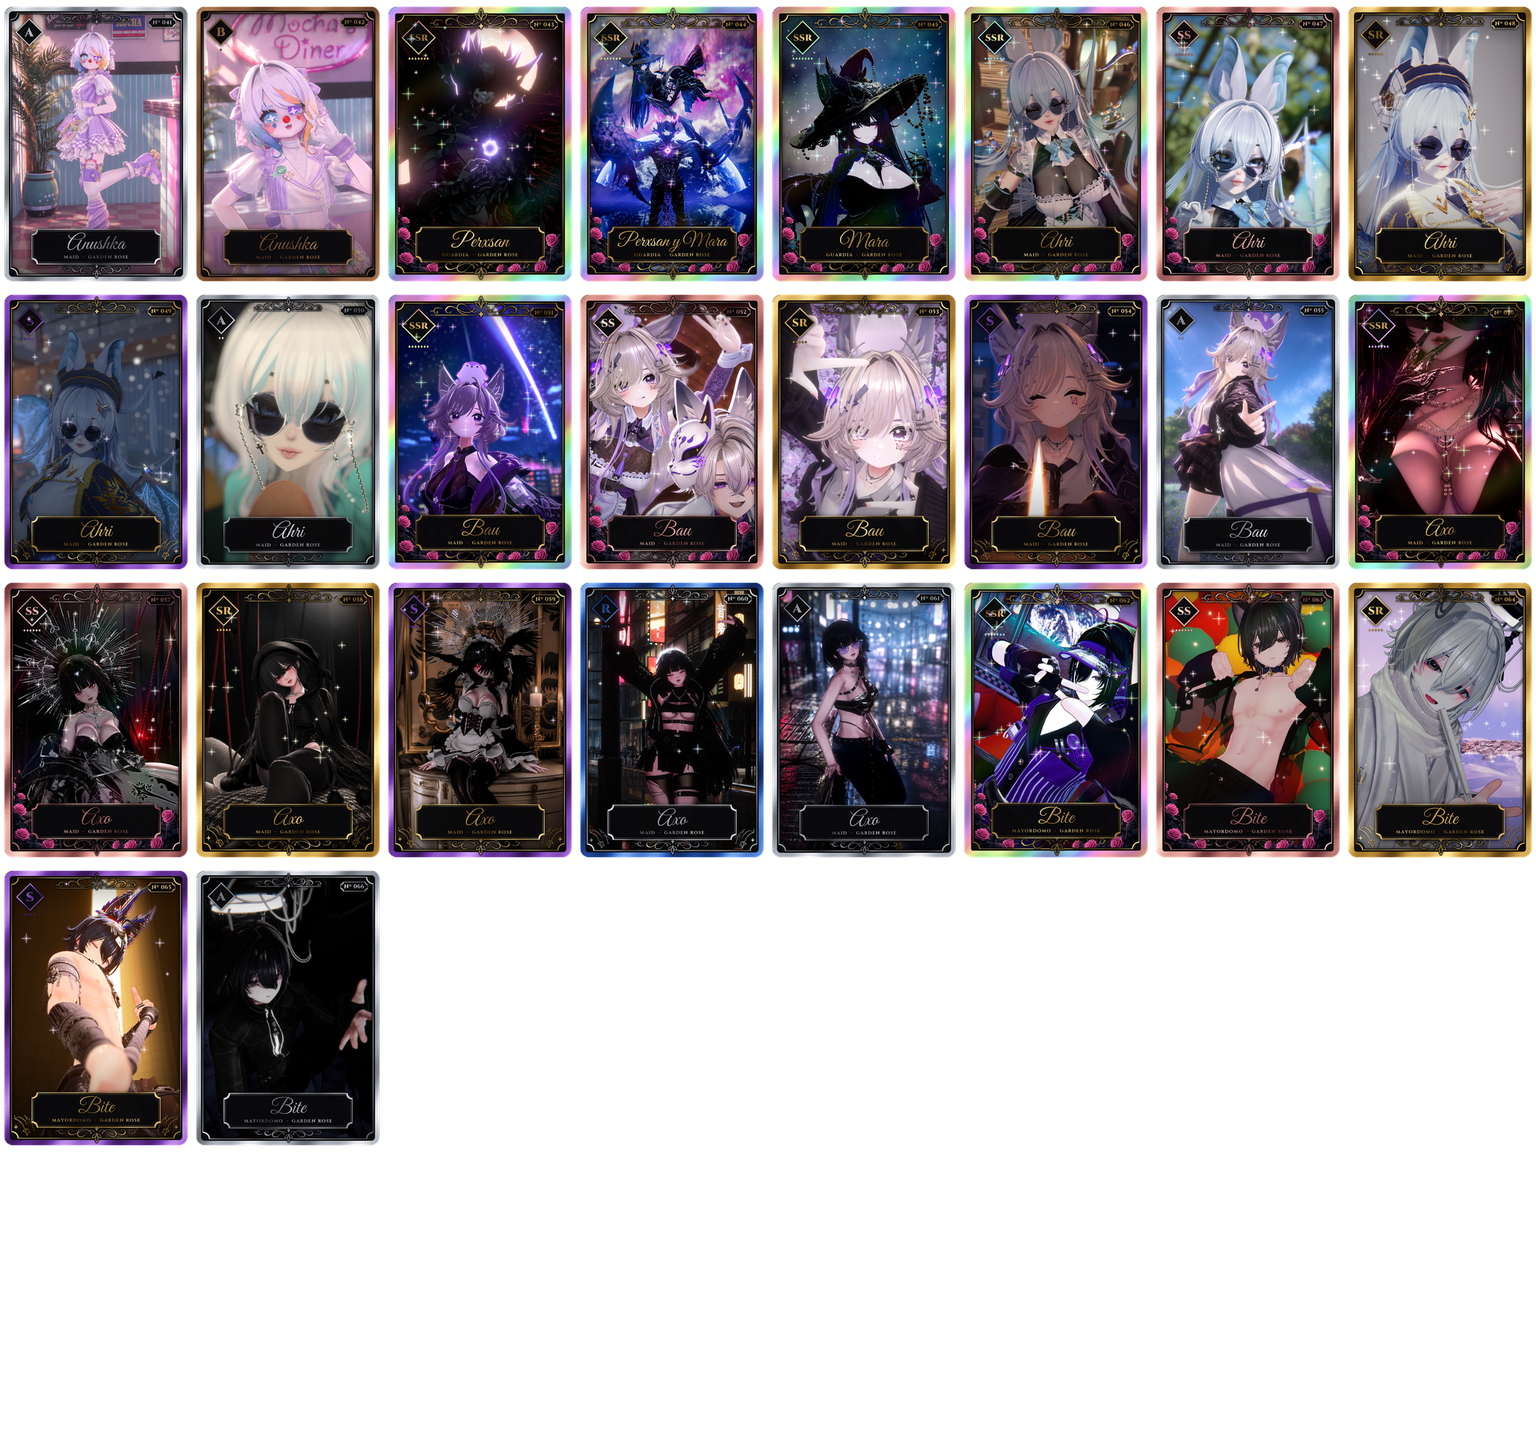 A
Nº 041
Anushka
MAID · GARDEN ROSE
B
Nº 042
Mocha's
Diner
Anushka
MAID · GARDEN ROSE
SSR
Nº 043
Perxsan
GUARDIA · GARDEN ROSE
SSR
Nº 044
Perxsan y Mara
GUARDIA · GARDEN ROSE
SSR
Nº 045
Mara
GUARDIA · GARDEN ROSE
SSR
Nº 046
Ahri
MAID · GARDEN ROSE
SS
Nº 047
Ahri
MAID · GARDEN ROSE
SR
Nº 048
Ahri
MAID · GARDEN ROSE
S
Nº 049
Ahri
MAID · GARDEN ROSE
A
Nº 050
Ahri
MAID · GARDEN ROSE
SSR
Nº 051
Bau
MAID · GARDEN ROSE
SS
Nº 052
Bau
MAID · GARDEN ROSE
SR
Nº 053
Bau
MAID · GARDEN ROSE
S
Nº 054
Bau
MAID · GARDEN ROSE
A
Nº 055
Bau
MAID · GARDEN ROSE
SSR
Axo
MAID · GARDEN ROSE
SS
Nº 057
Axo
MAID · GARDEN ROSE
SR
Nº 058
Axo
MAID · GARDEN ROSE
S
Nº 059
Axo
MAID · GARDEN ROSE
R
Nº 060
Axo
MAID · GARDEN ROSE
A
Nº 061
Axo
MAID · GARDEN ROSE
SSR
Nº 062
Bite
MAYORDOMO · GARDEN ROSE
SS
Nº 063
Bite
MAYORDOMO · GARDEN ROSE
SR
Nº 064
Bite
MAYORDOMO · GARDEN ROSE
S
Nº 065
Bite
MAYORDOMO · GARDEN ROSE
A
Nº 066
Bite
MAYORDOMO · GARDEN ROSE